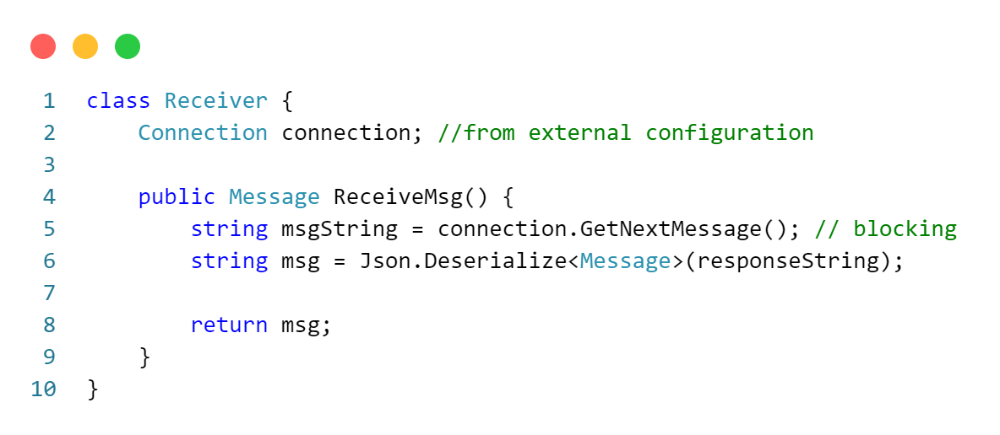 1 class Receiver {
2 Connection connection; //from external configuration
3
4 public Message ReceiveMsg() {
5 string msgString = connection.GetNextMessage(); // blocking
6 string msg = Json.Deserialize<Message>(responseString);
7
8 return msg;
9 }
10 }